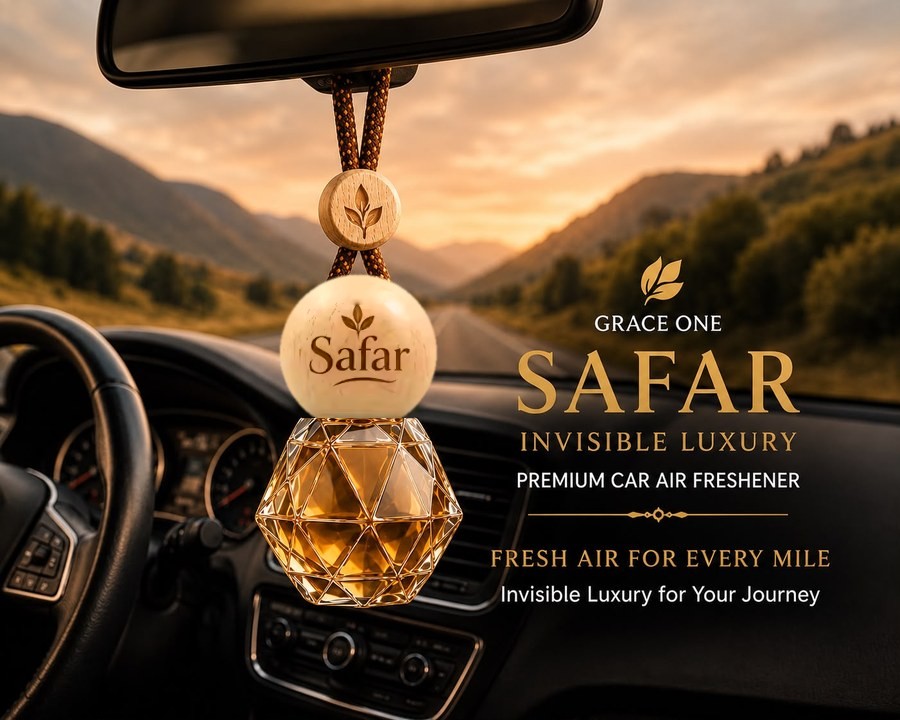 Safar
GRACE ONE
SAFAR
INVISIBLE LUXURY
PREMIUM CAR AIR FRESHENER
FRESH AIR FOR EVERY MILE
Invisible Luxury for Your Journey